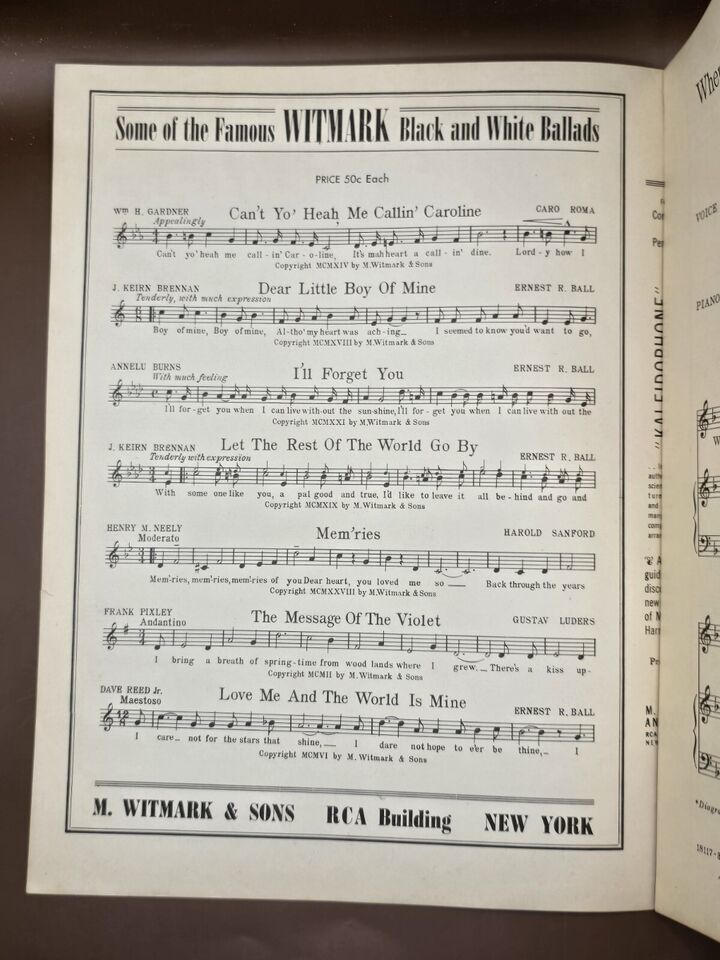 Some of the Famous WITMARK Black and White Ballads
PRICE 50c Each
Wm H. GARDNER Can't Yo' Heah Me Callin' Caroline CARO ROMA
Appealingly
Can't yo' heah me call-in' Car-o-line, It's mah heart a call-in' dine. Lord-y how I
Copyright MCMXIV by M.Witmark & Sons
J. KEIRN BRENNAN Dear Little Boy Of Mine ERNEST R. BALL
Tenderly, with much expression
Boy of mine, Boy of mine, Al-tho' my heart was ach-ing I seemed to know you'd want to go,
Copyright MCMXVIII by M.Witmark & Sons
ANNELU BURNS I'll Forget You ERNEST R. BALL
With much feeling
I'll for-get you when I can live with-out the sun-shine, I'll for-get you when I can live with out the
Copyright MCMXXI by M.Witmark & Sons
J. KEIRN BRENNAN Let The Rest Of The World Go By ERNEST R. BALL
Tenderly with expression
With some one like you, a pal good and true, I'd like to leave it all be-hind and go and
Copyright MCMXIX by M.Witmark & Sons
HENRY M. NEELY Mem'ries HAROLD SANFORD
Moderato
Mem'ries, mem'ries, mem'ries of you Dear heart, you loved me so Back through the years
Copyright MCMXXVIII by M.Witmark & Sons
FRANK PIXLEY The Message Of The Violet GUSTAV LUDERS
Andantino
I bring a breath of spring-time from wood lands where I grew. There's a kiss up-
Copyright MCMII by M.Witmark & Sons
DAVE REED Jr. Love Me And The World Is Mine ERNEST R. BALL
Maestoso
I care not for the stars that shine, I dare not hope to e'er be thine, I
Copyright MCMVI by M. Witmark & Sons
M. WITMARK & SONS RCA Building NEW YORK
"KALEIDOPHONE"
guid
disc
new
of M
Harr
M.
AN
RCA
NEW
VOICE
PIANO
*Diagra
18117-